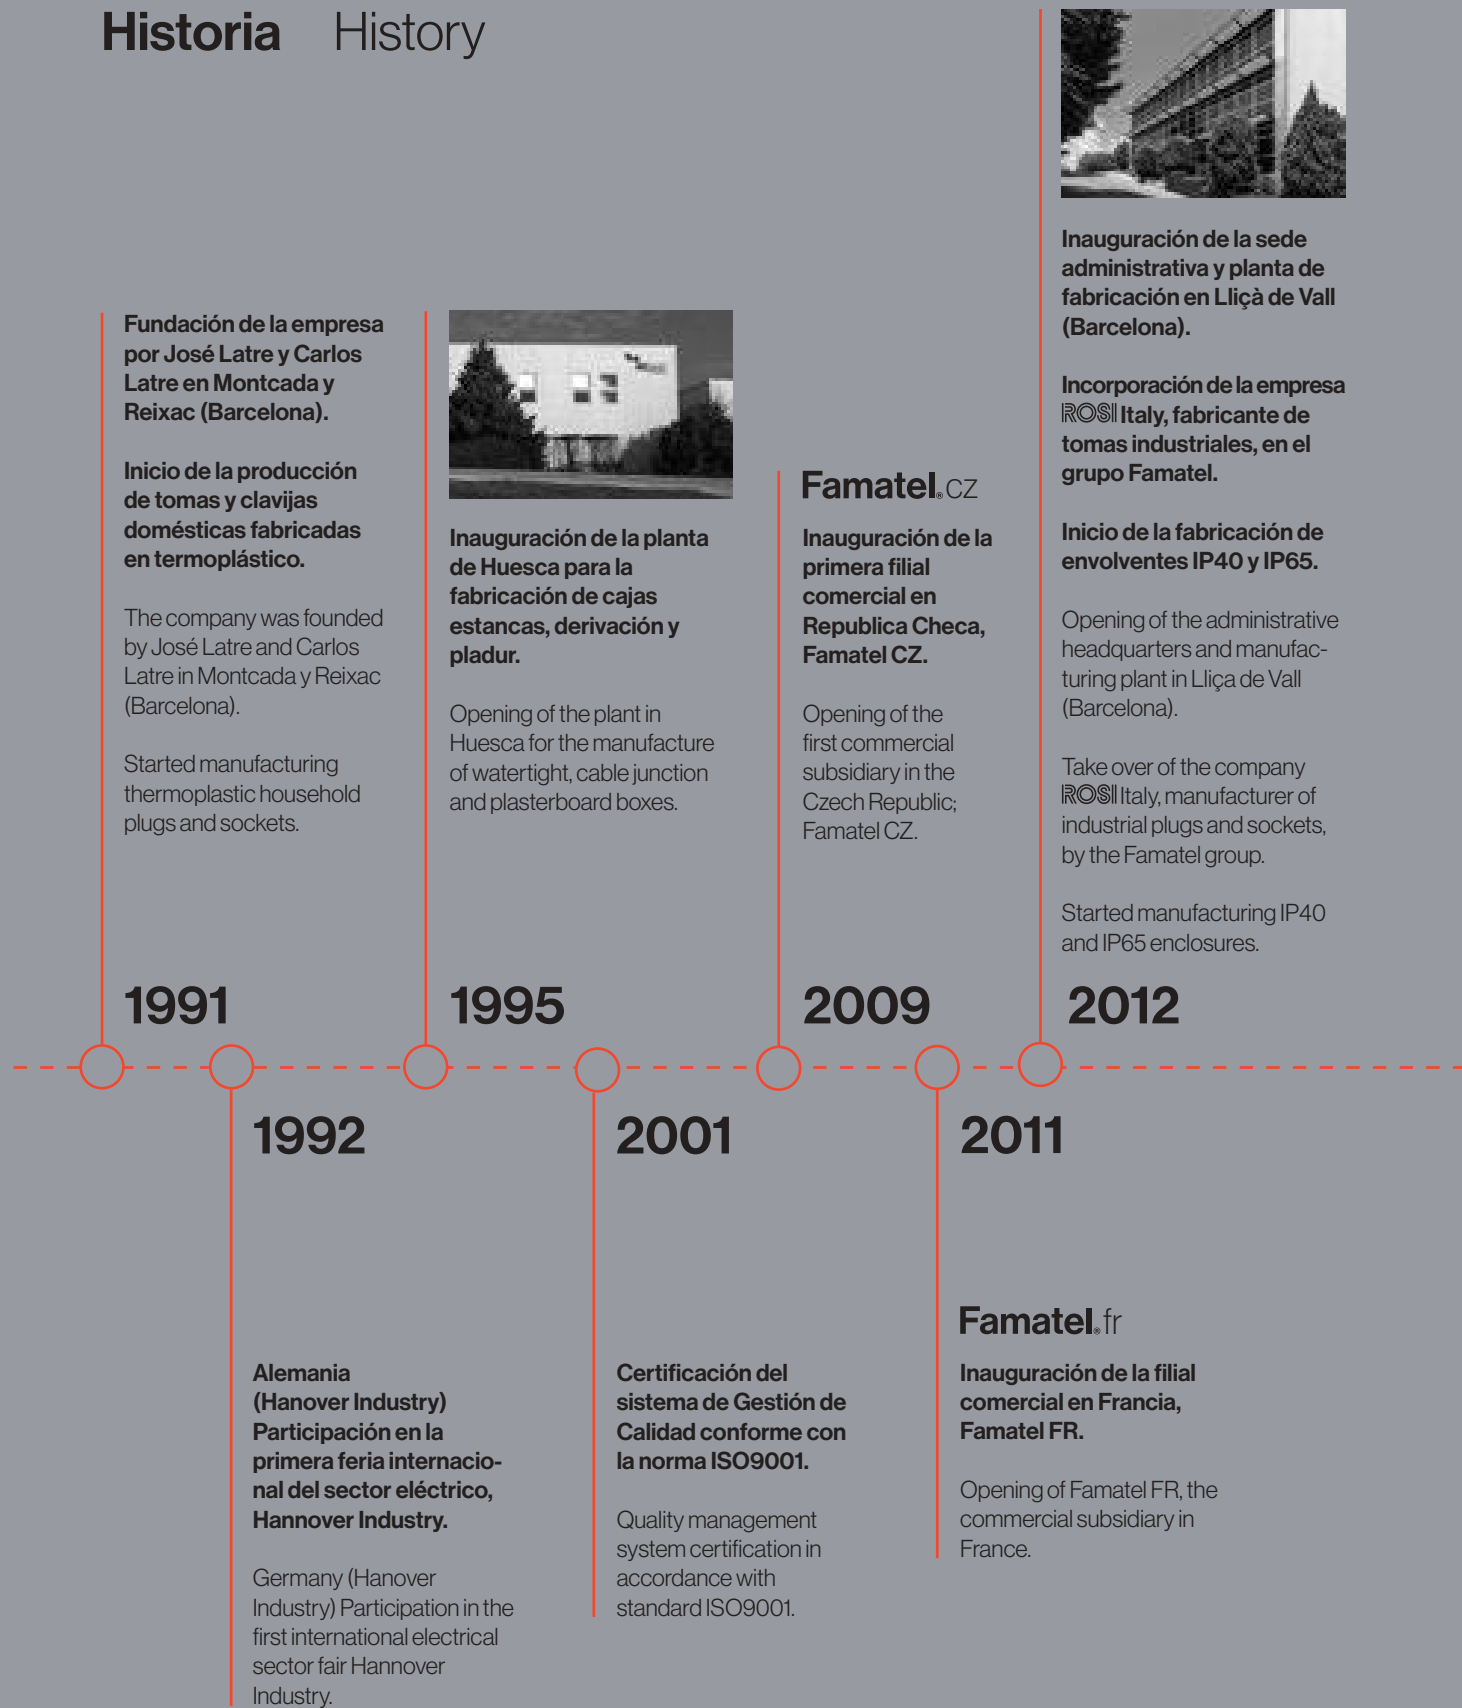 Historia History
Fundación de la empresa
por José Latre y Carlos
Latre en Montcada y
Reixac (Barcelona).
Inicio de la producción
de tomas y clavijas
domésticas fabricadas
en termoplástico.
The company was founded
by José Latre and Carlos
Latre in Montcada y Reixac
(Barcelona).
Started manufacturing
thermoplastic household
plugs and sockets.
1991
Inauguración de la planta
de Huesca para la
fabricación de cajas
estancas, derivación y
pladur.
Opening of the plant in
Huesca for the manufacture
of watertight, cable junction
and plasterboard boxes.
1995
Famatel® CZ
Inauguración de la
primera filial
comercial en
Republica Checa,
Famatel CZ.
Opening of the
first commercial
subsidiary in the
Czech Republic;
Famatel CZ.
2009
Inauguración de la sede
administrativa y planta de
fabricación en Lliçà de Vall
(Barcelona).
Incorporación de la empresa
ROSI Italy, fabricante de
tomas industriales, en el
grupo Famatel.
Inicio de la fabricación de
envolventes IP40 y IP65.
Opening of the administrative
headquarters and manufac-
turing plant in Lliça de Vall
(Barcelona).
Take over of the company
ROSI Italy, manufacturer of
industrial plugs and sockets,
by the Famatel group.
Started manufacturing IP40
and IP65 enclosures.
2012
1992
Alemania
(Hanover Industry)
Participación en la
primera feria internacio-
nal del sector eléctrico,
Hannover Industry.
Germany (Hanover
Industry) Participation in the
first international electrical
sector fair Hannover
Industry.
2001
Certificación del
sistema de Gestión de
Calidad conforme con
la norma ISO9001.
Quality management
system certification in
accordance with
standard ISO9001.
2011
Famatel® fr
Inauguración de la filial
comercial en Francia,
Famatel FR.
Opening of Famatel FR, the
commercial subsidiary in
France.